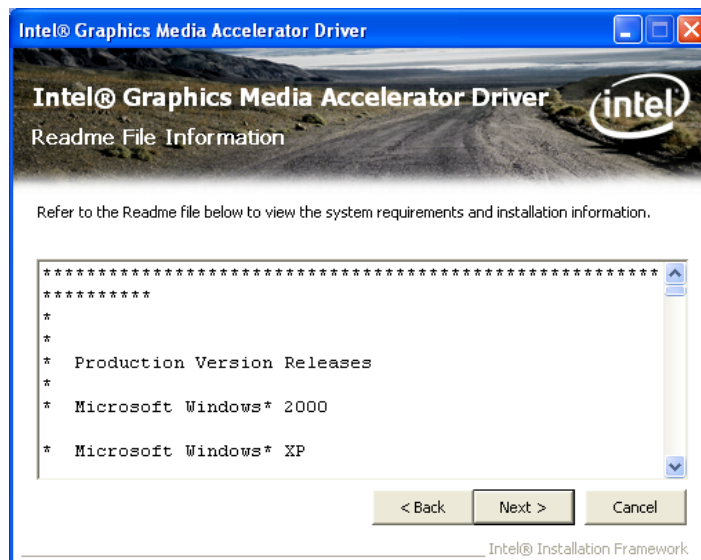 Intel® Graphics Media Accelerator Driver
Intel® Graphics Media Accelerator Driver
intel
Readme File Information
Refer to the Readme file below to view the system requirements and installation information.
********************************************************
**********
*
*
*  Production Version Releases
*
*  Microsoft Windows* 2000
*  Microsoft Windows* XP
< Back
Next >
Cancel
Intel® Installation Framework